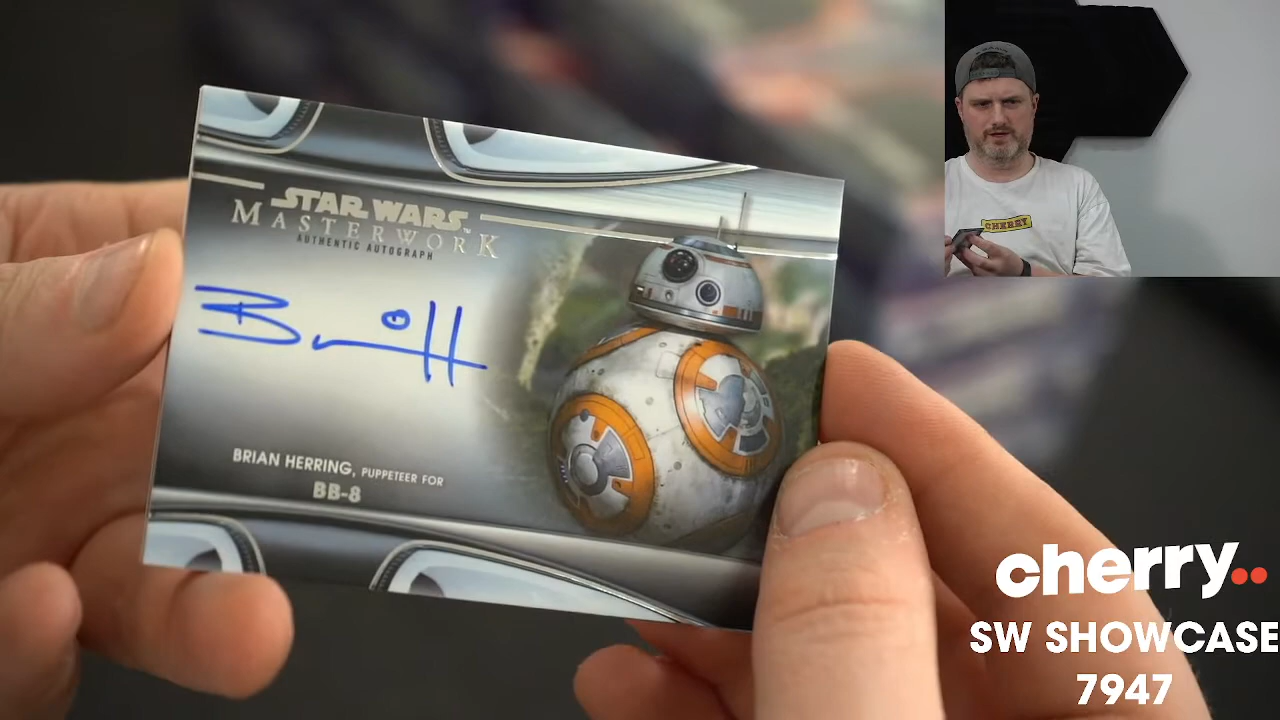 STAR WARS
MASTERWORK
AUTHENTIC AUTOGRAPH
BRIAN HERRING, PUPPETEER FOR
BB-8
CHERRY
cherry..
SW SHOWCASE
7947